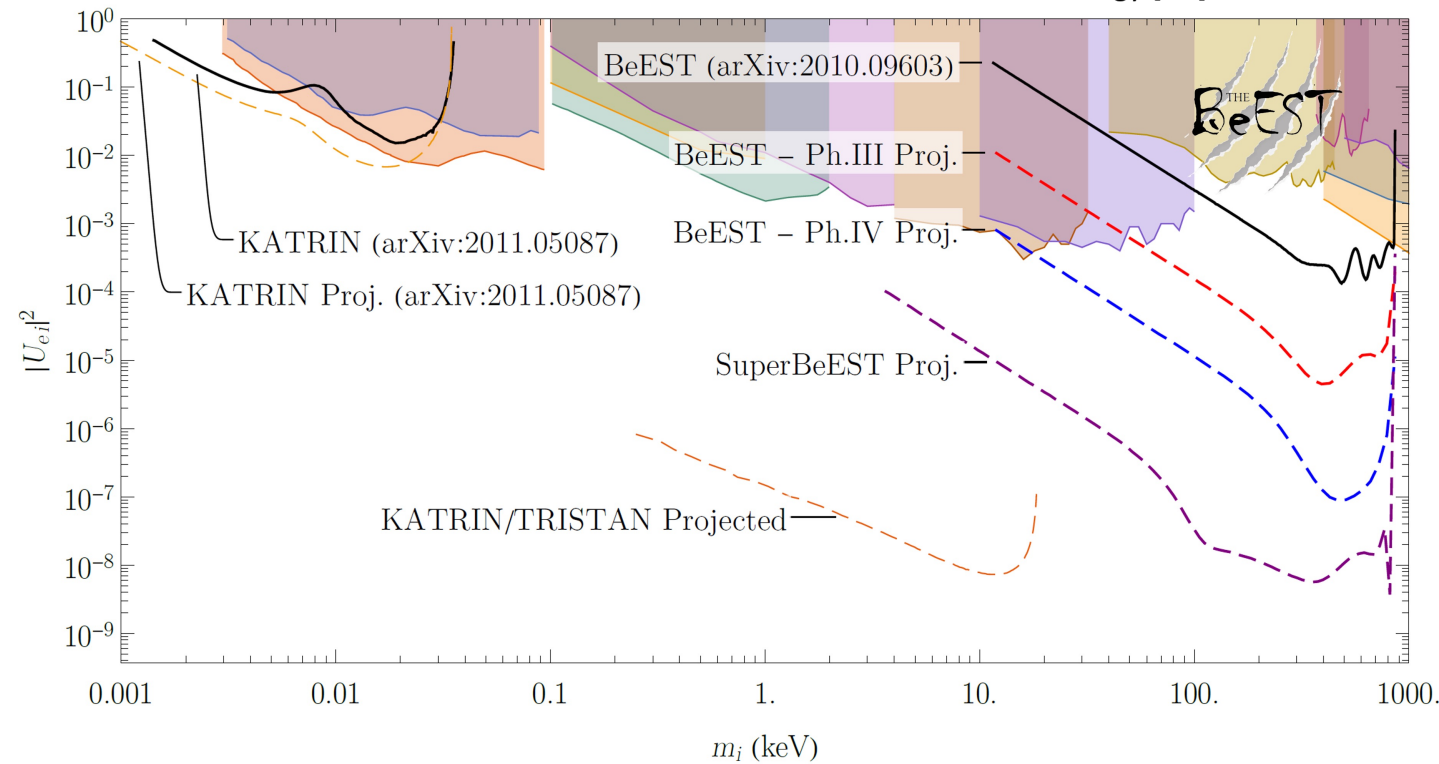 10^0
10^-1
10^-2
10^-3
10^-4
10^-5
10^-6
10^-7
10^-8
10^-9
|U_{ei}|^2
BeEST (arXiv:2010.09603)
THE
BeEST
BeEST – Ph.III Proj.
BeEST – Ph.IV Proj.
KATRIN (arXiv:2011.05087)
KATRIN Proj. (arXiv:2011.05087)
SuperBeEST Proj.
KATRIN/TRISTAN Projected
0.001 0.01 0.1 1. 10. 100. 1000.
m_i (keV)